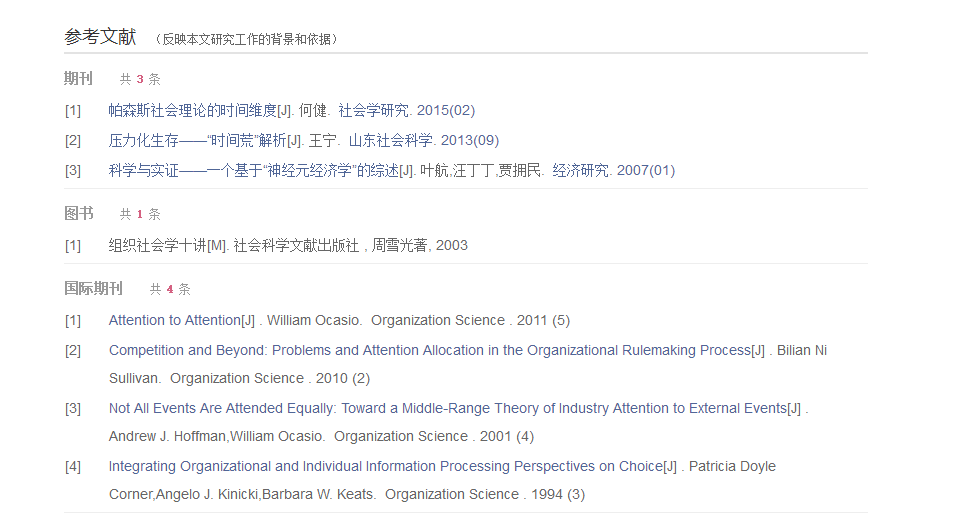 参考文献 （反映本文研究工作的背景和依据）
期刊 共 3 条
[1] 帕森斯社会理论的时间维度[J]. 何健. 社会学研究. 2015(02)
[2] 压力化生存——“时间荒”解析[J]. 王宁. 山东社会科学. 2013(09)
[3] 科学与实证——一个基于“神经元经济学”的综述[J]. 叶航,汪丁丁,贾拥民. 经济研究. 2007(01)
图书 共 1 条
[1] 组织社会学十讲[M]. 社会科学文献出版社 , 周雪光著, 2003
国际期刊 共 4 条
[1] Attention to Attention[J] . William Ocasio. Organization Science . 2011 (5)
[2] Competition and Beyond: Problems and Attention Allocation in the Organizational Rulemaking Process[J] . Bilian Ni
Sullivan. Organization Science . 2010 (2)
[3] Not All Events Are Attended Equally: Toward a Middle-Range Theory of Industry Attention to External Events[J] .
Andrew J. Hoffman,William Ocasio. Organization Science . 2001 (4)
[4] Integrating Organizational and Individual Information Processing Perspectives on Choice[J] . Patricia Doyle
Corner,Angelo J. Kinicki,Barbara W. Keats. Organization Science . 1994 (3)